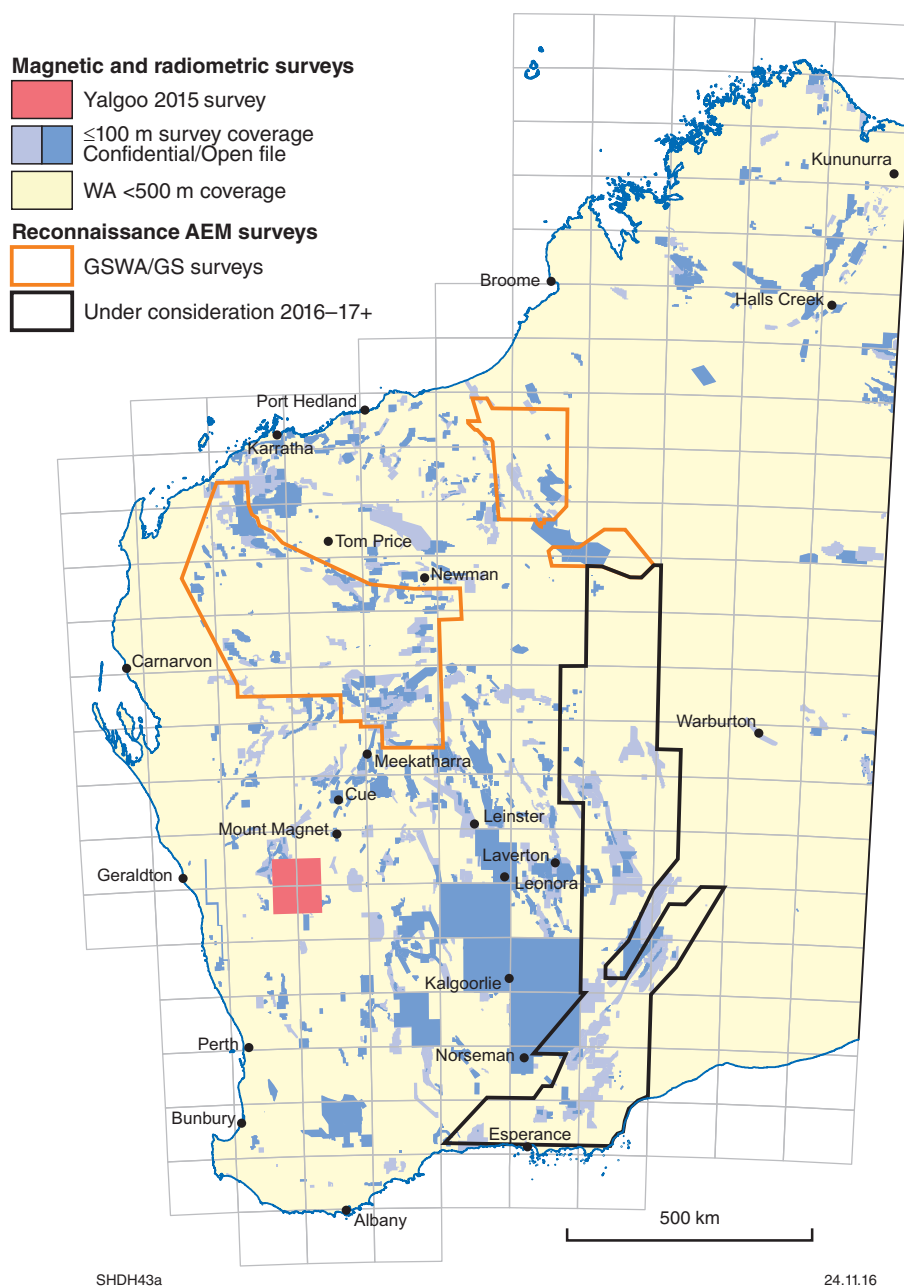 Magnetic and radiometric surveys
Yalgoo 2015 survey
≤100 m survey coverage
Confidential/Open file
WA <500 m coverage
Reconnaissance AEM surveys
GSWA/GS surveys
Under consideration 2016–17+
Kununurra
Broome
Halls Creek
Port Hedland
Karratha
Tom Price
Newman
Carnarvon
Warburton
Meekatharra
Cue
Leinster
Mount Magnet
Laverton
Geraldton
Leonora
Kalgoorlie
Perth
Norseman
Bunbury
Esperance
Albany
500 km
SHDH43a
24.11.16